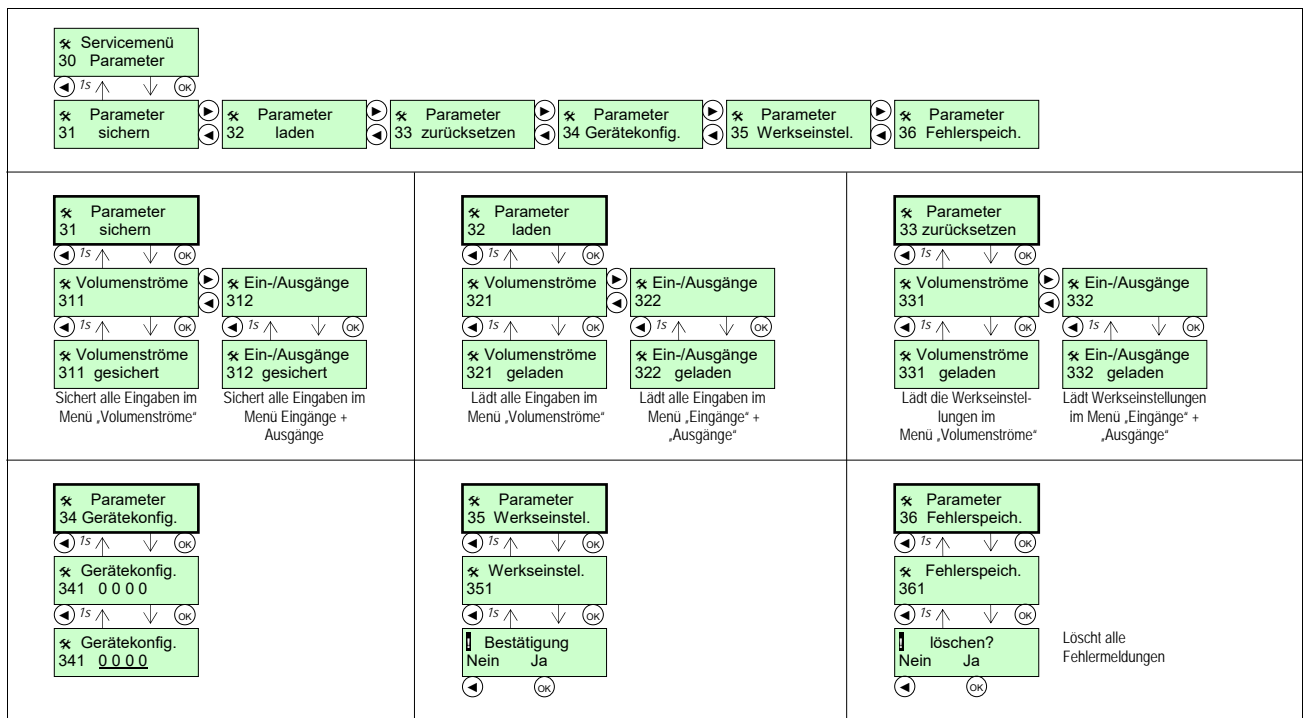 Servicemenü
30 Parameter
1s OK
Parameter
31 sichern
Parameter
32 laden
Parameter
33 zurücksetzen
Parameter
34 Gerätekonfig.
Parameter
35 Werkseinstel.
Parameter
36 Fehlerspeich.
Parameter
31 sichern
1s OK
Volumenströme
311
Ein-/Ausgänge
312
1s OK
1s OK
Volumenströme
311 gesichert
Ein-/Ausgänge
312 gesichert
Sichert alle Eingaben im
Menü „Volumenströme“
Sichert alle Eingaben im
Menü Eingänge +
Ausgänge
Parameter
32 laden
1s OK
Volumenströme
321
Ein-/Ausgänge
322
1s OK
1s OK
Volumenströme
321 geladen
Ein-/Ausgänge
322 geladen
Lädt alle Eingaben im
Menü „Volumenströme“
Lädt alle Eingaben im
Menü „Eingänge“ +
„Ausgänge“
Parameter
33 zurücksetzen
1s OK
Volumenströme
331
Ein-/Ausgänge
332
1s OK
1s OK
Volumenströme
331 geladen
Ein-/Ausgänge
332 geladen
Lädt die Werkseinstel-
lungen im
Menü „Volumenströme“
Lädt Werkseinstellungen
im Menü „Eingänge“ +
„Ausgänge“
Parameter
34 Gerätekonfig.
1s OK
Gerätekonfig.
341 0 0 0 0
1s OK
Gerätekonfig.
341 0 0 0 0
Parameter
35 Werkseinstel.
1s OK
Werkseinstel.
351
1s OK
! Bestätigung
Nein Ja
OK
Parameter
36 Fehlerspeich.
1s OK
Fehlerspeich.
361
1s OK
! löschen?
Nein Ja
OK
Löscht alle
Fehlermeldungen